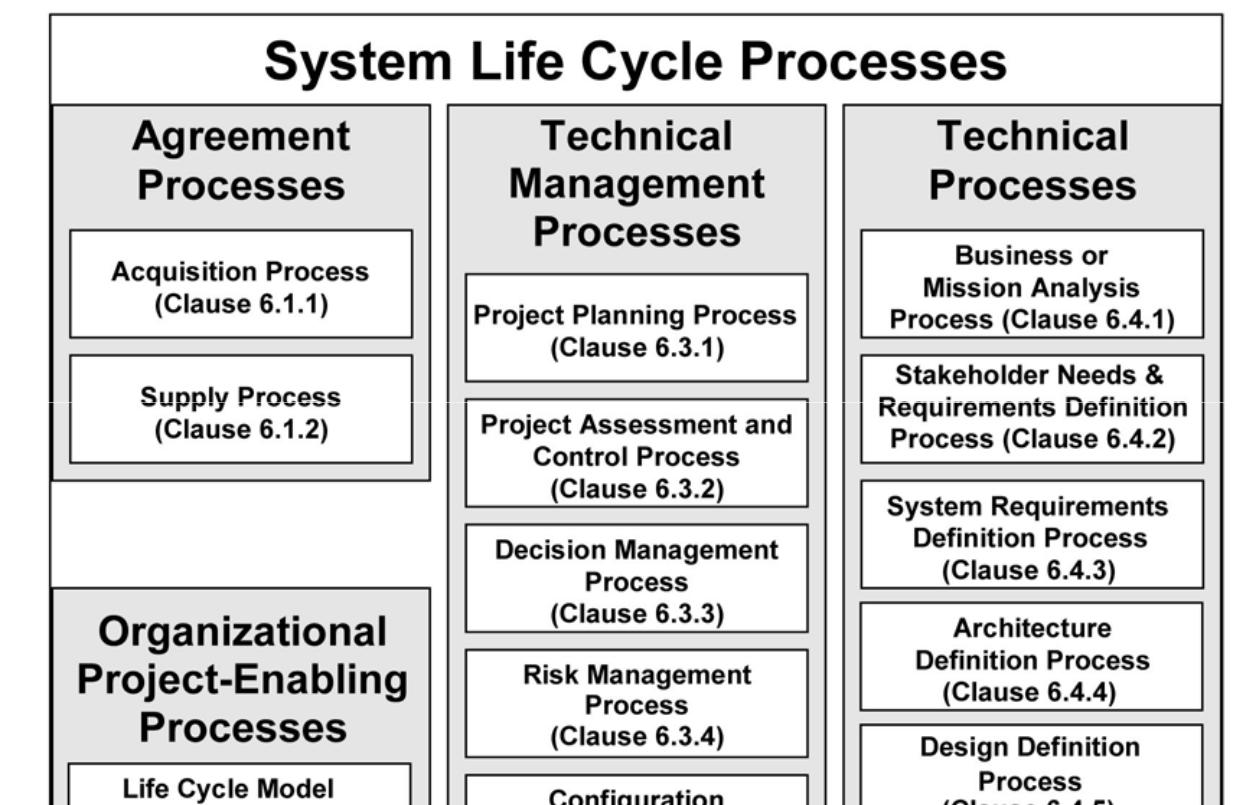 System Life Cycle Processes
Agreement
Processes
Acquisition Process
(Clause 6.1.1)
Supply Process
(Clause 6.1.2)
Organizational
Project-Enabling
Processes
Life Cycle Model
Technical
Management
Processes
Project Planning Process
(Clause 6.3.1)
Project Assessment and
Control Process
(Clause 6.3.2)
Decision Management
Process
(Clause 6.3.3)
Risk Management
Process
(Clause 6.3.4)
Configuration
Technical
Processes
Business or
Mission Analysis
Process (Clause 6.4.1)
Stakeholder Needs &
Requirements Definition
Process (Clause 6.4.2)
System Requirements
Definition Process
(Clause 6.4.3)
Architecture
Definition Process
(Clause 6.4.4)
Design Definition
Process
(Clause 6.4.5)